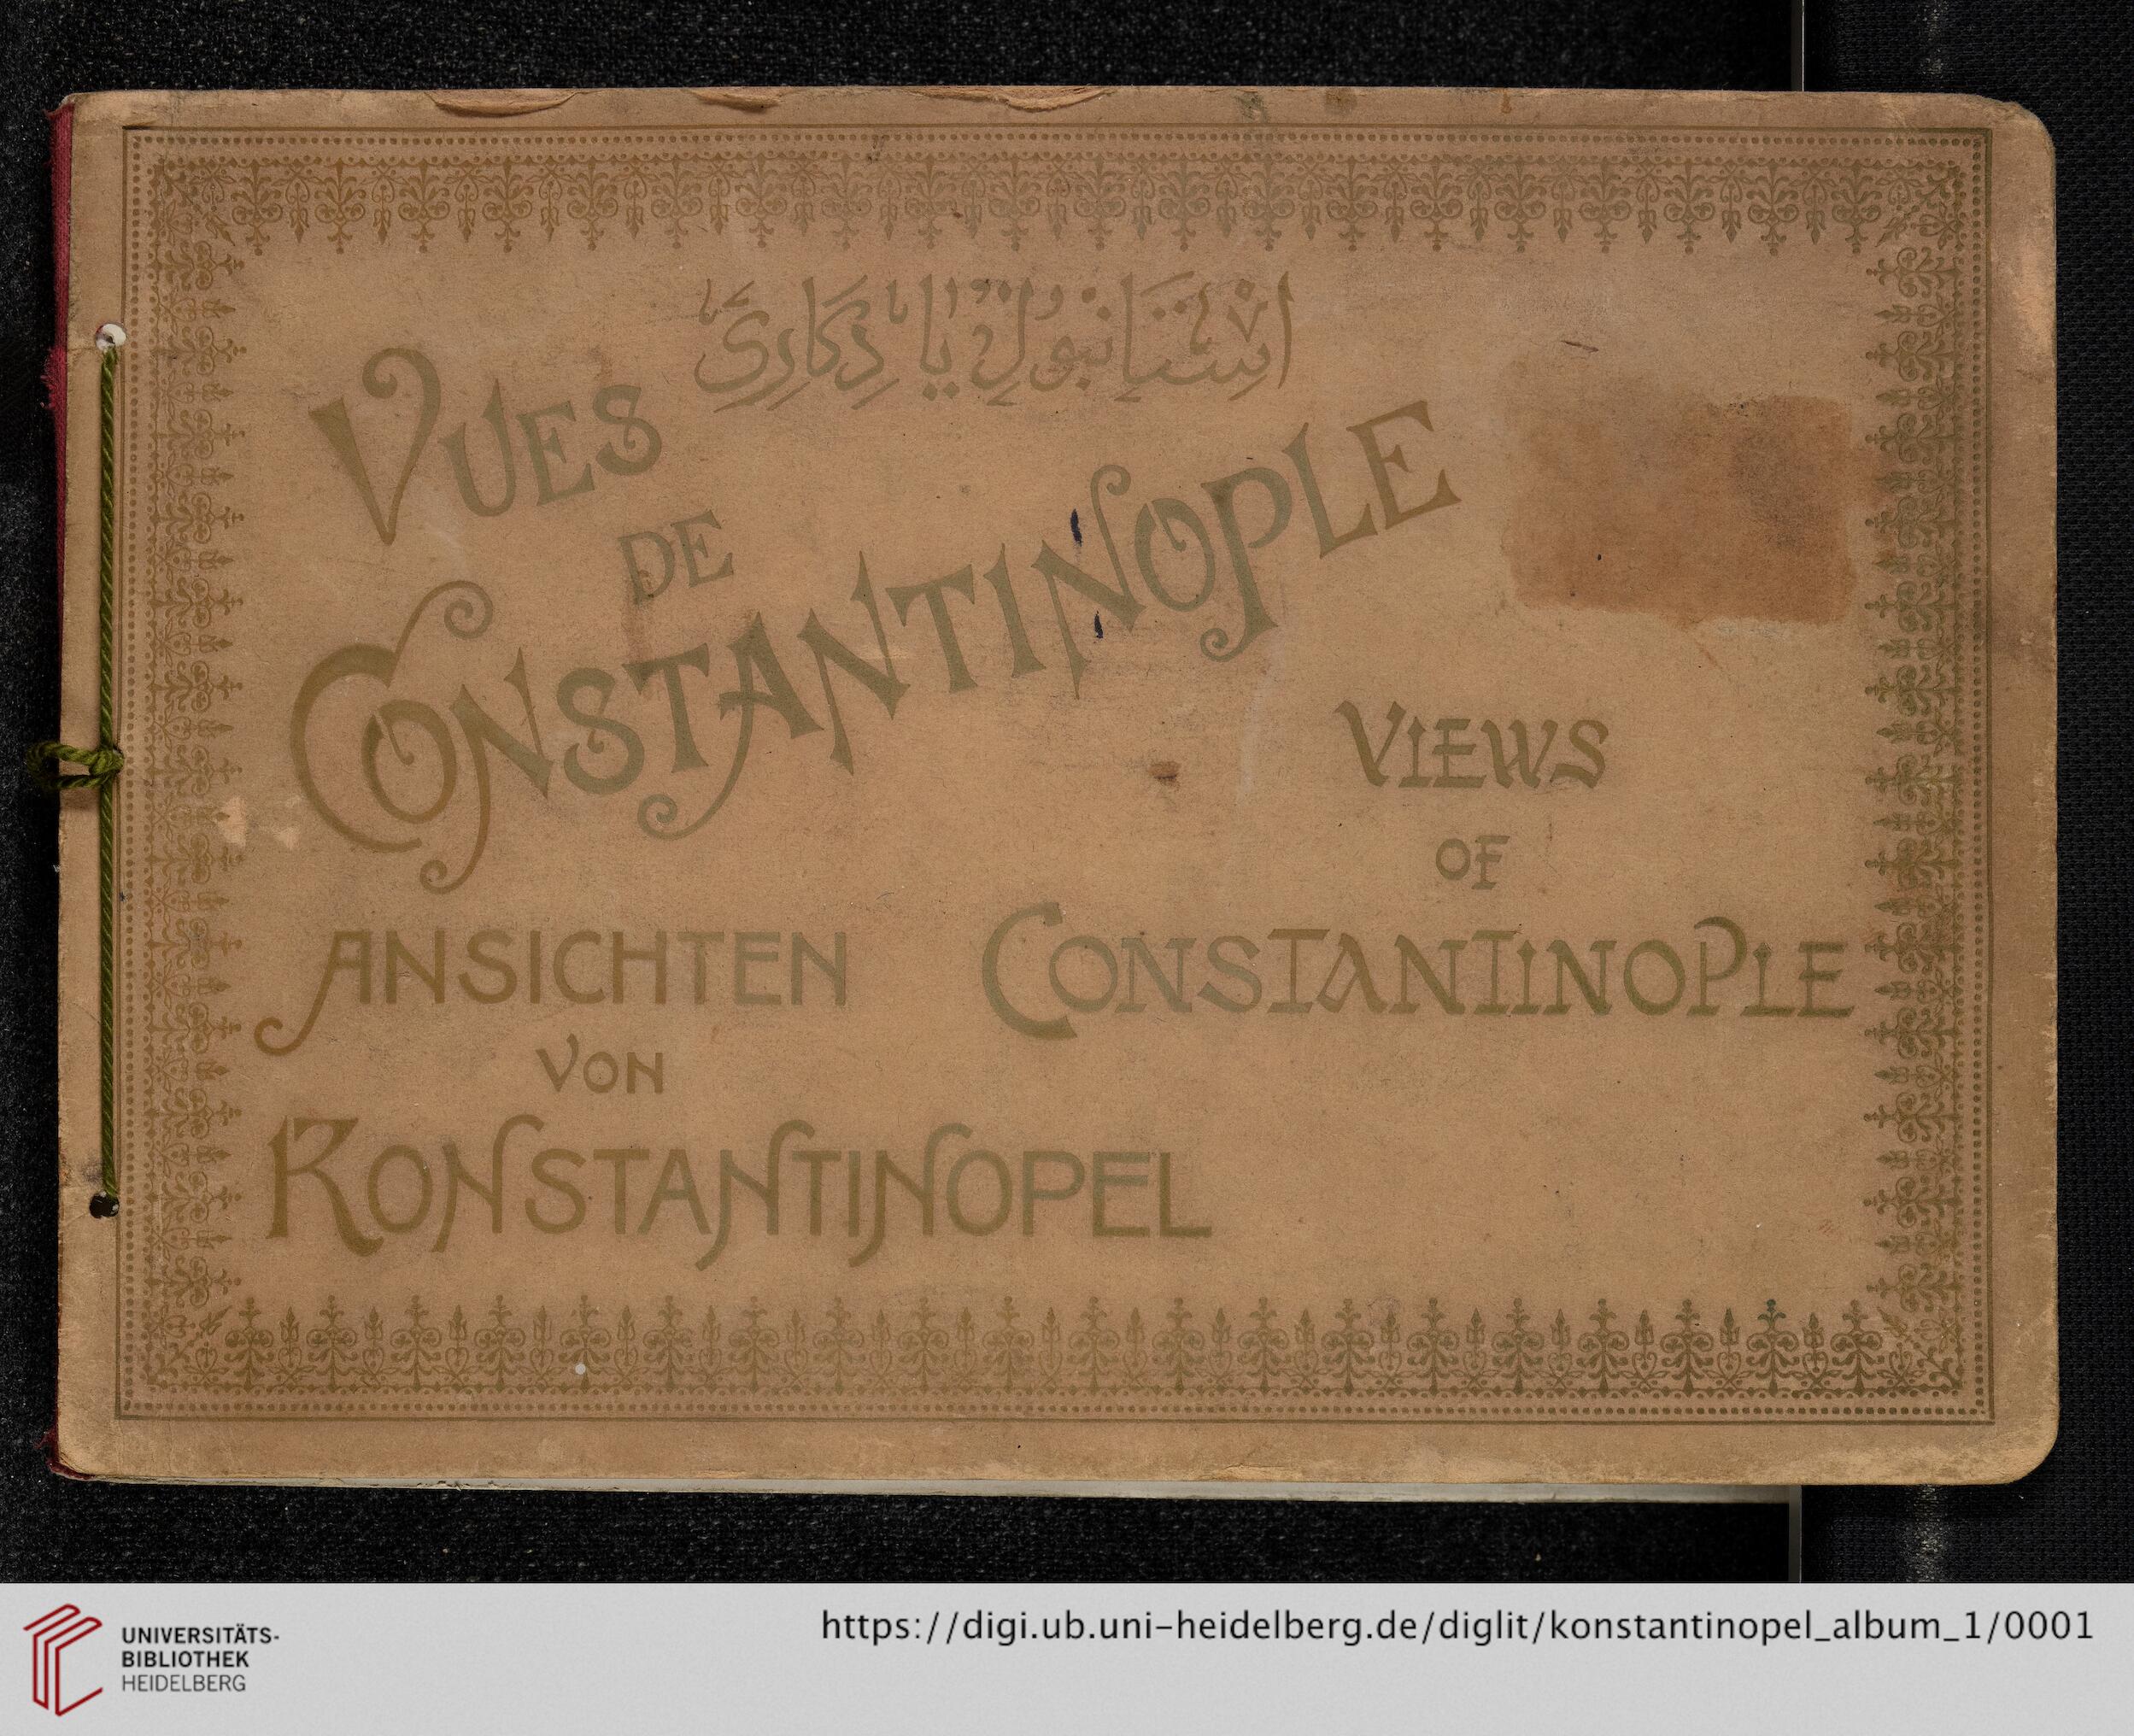 استانبول يادكارى
VUES
DE
CONSTANTINOPLE
VIEWS
OF
CONSTANTINOPLE
ANSICHTEN
VON
KONSTANTINOPEL
UNIVERSITÄTS-
BIBLIOTHEK
HEIDELBERG
https://digi.ub.uni-heidelberg.de/diglit/konstantinopel_album_1/0001